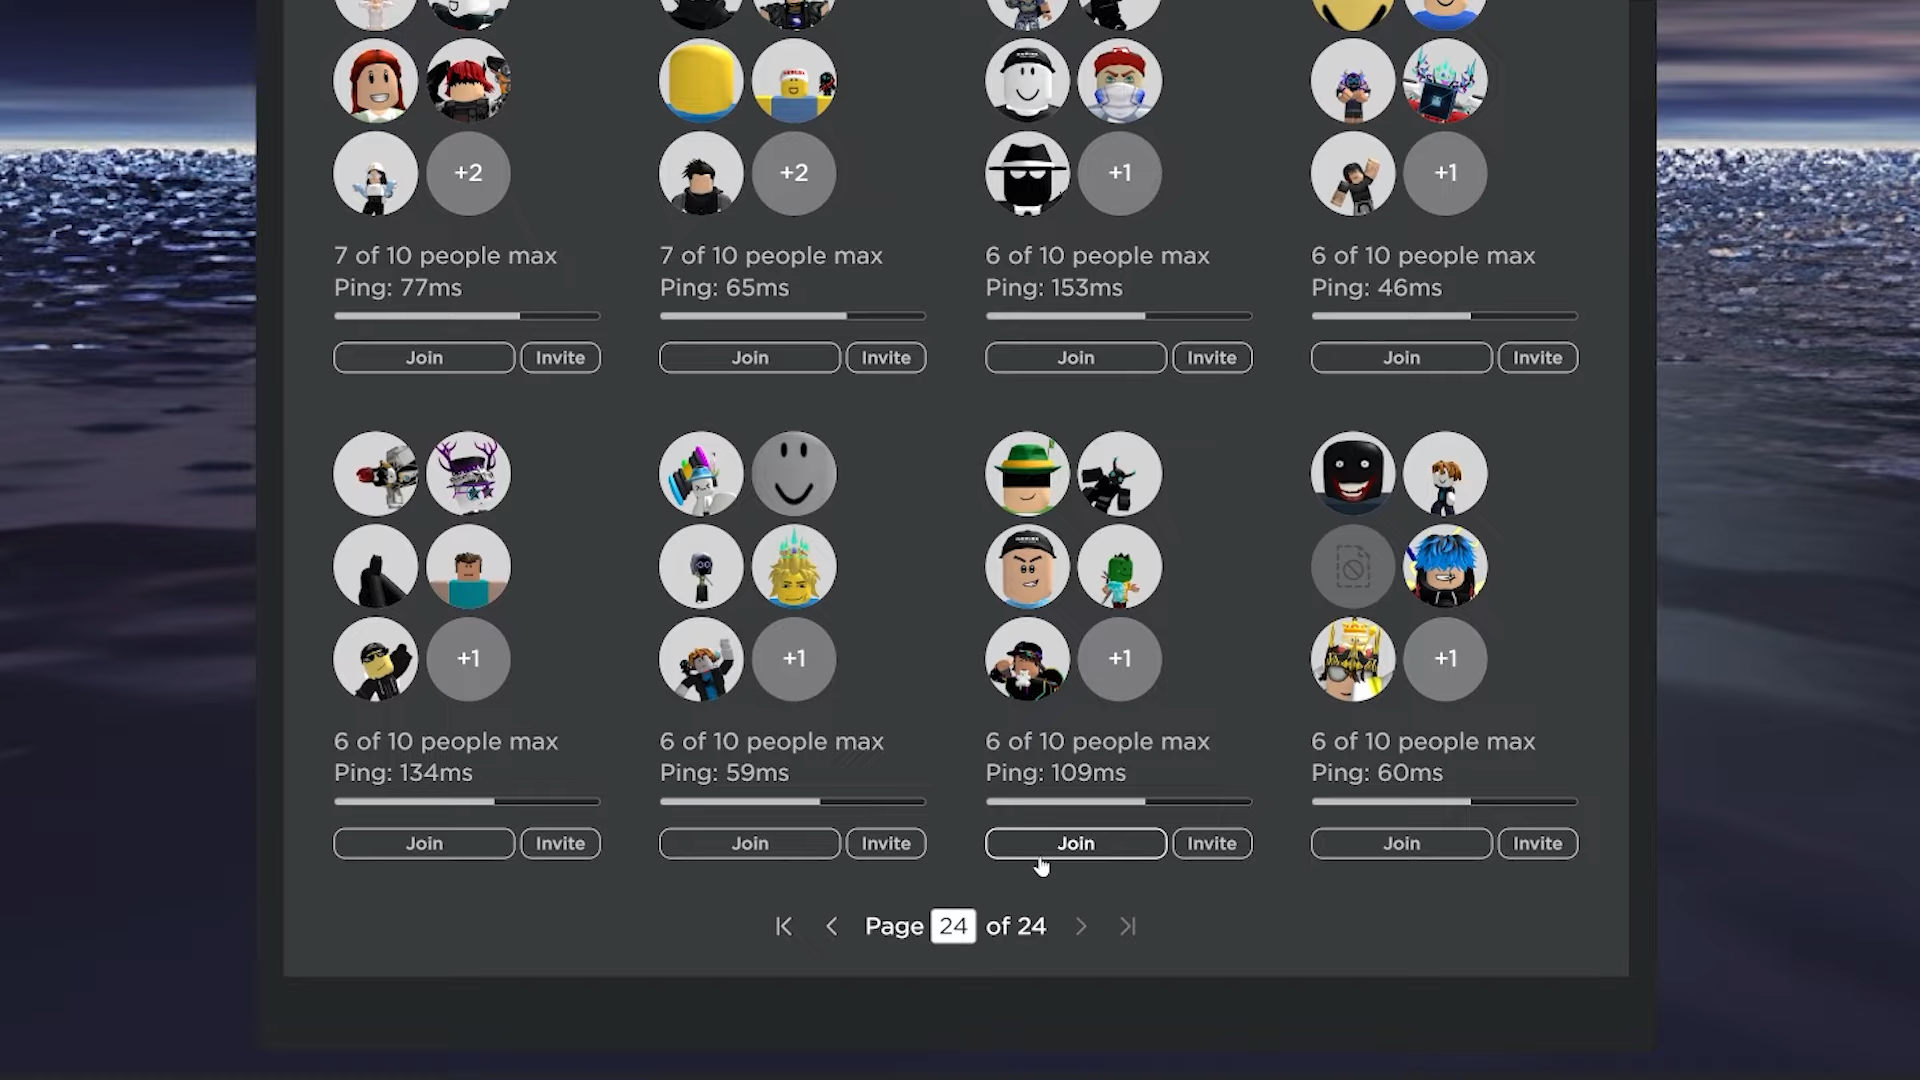 +2
+2
+1
+1
7 of 10 people max
7 of 10 people max
6 of 10 people max
6 of 10 people max
Ping: 77ms
Ping: 65ms
Ping: 153ms
Ping: 46ms
Join
Invite
Join
Invite
Join
Invite
Join
Invite
+1
+1
+1
+1
6 of 10 people max
6 of 10 people max
6 of 10 people max
6 of 10 people max
Ping: 134ms
Ping: 59ms
Ping: 109ms
Ping: 60ms
Join
Invite
Join
Invite
Join
Invite
Join
Invite
Page 24 of 24